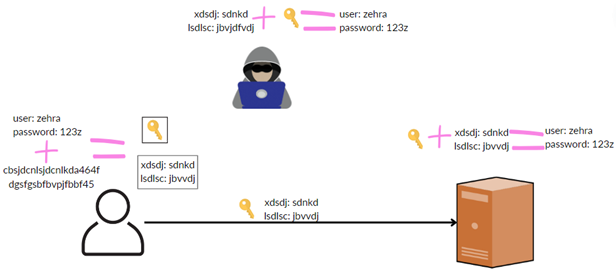 xdsdj: sdnkd
lsdlsc: jbvjdfvdj
user: zehra
password: 123z
user: zehra
password: 123z
cbsjdcnlsjdcnlkda464f
dgsfgsbfbvpjfbbf45
xdsdj: sdnkd
lsdlsc: jbvvdj
xdsdj: sdnkd
lsdlsc: jbvvdj
user: zehra
password: 123z
xdsdj: sdnkd
lsdlsc: jbvvdj